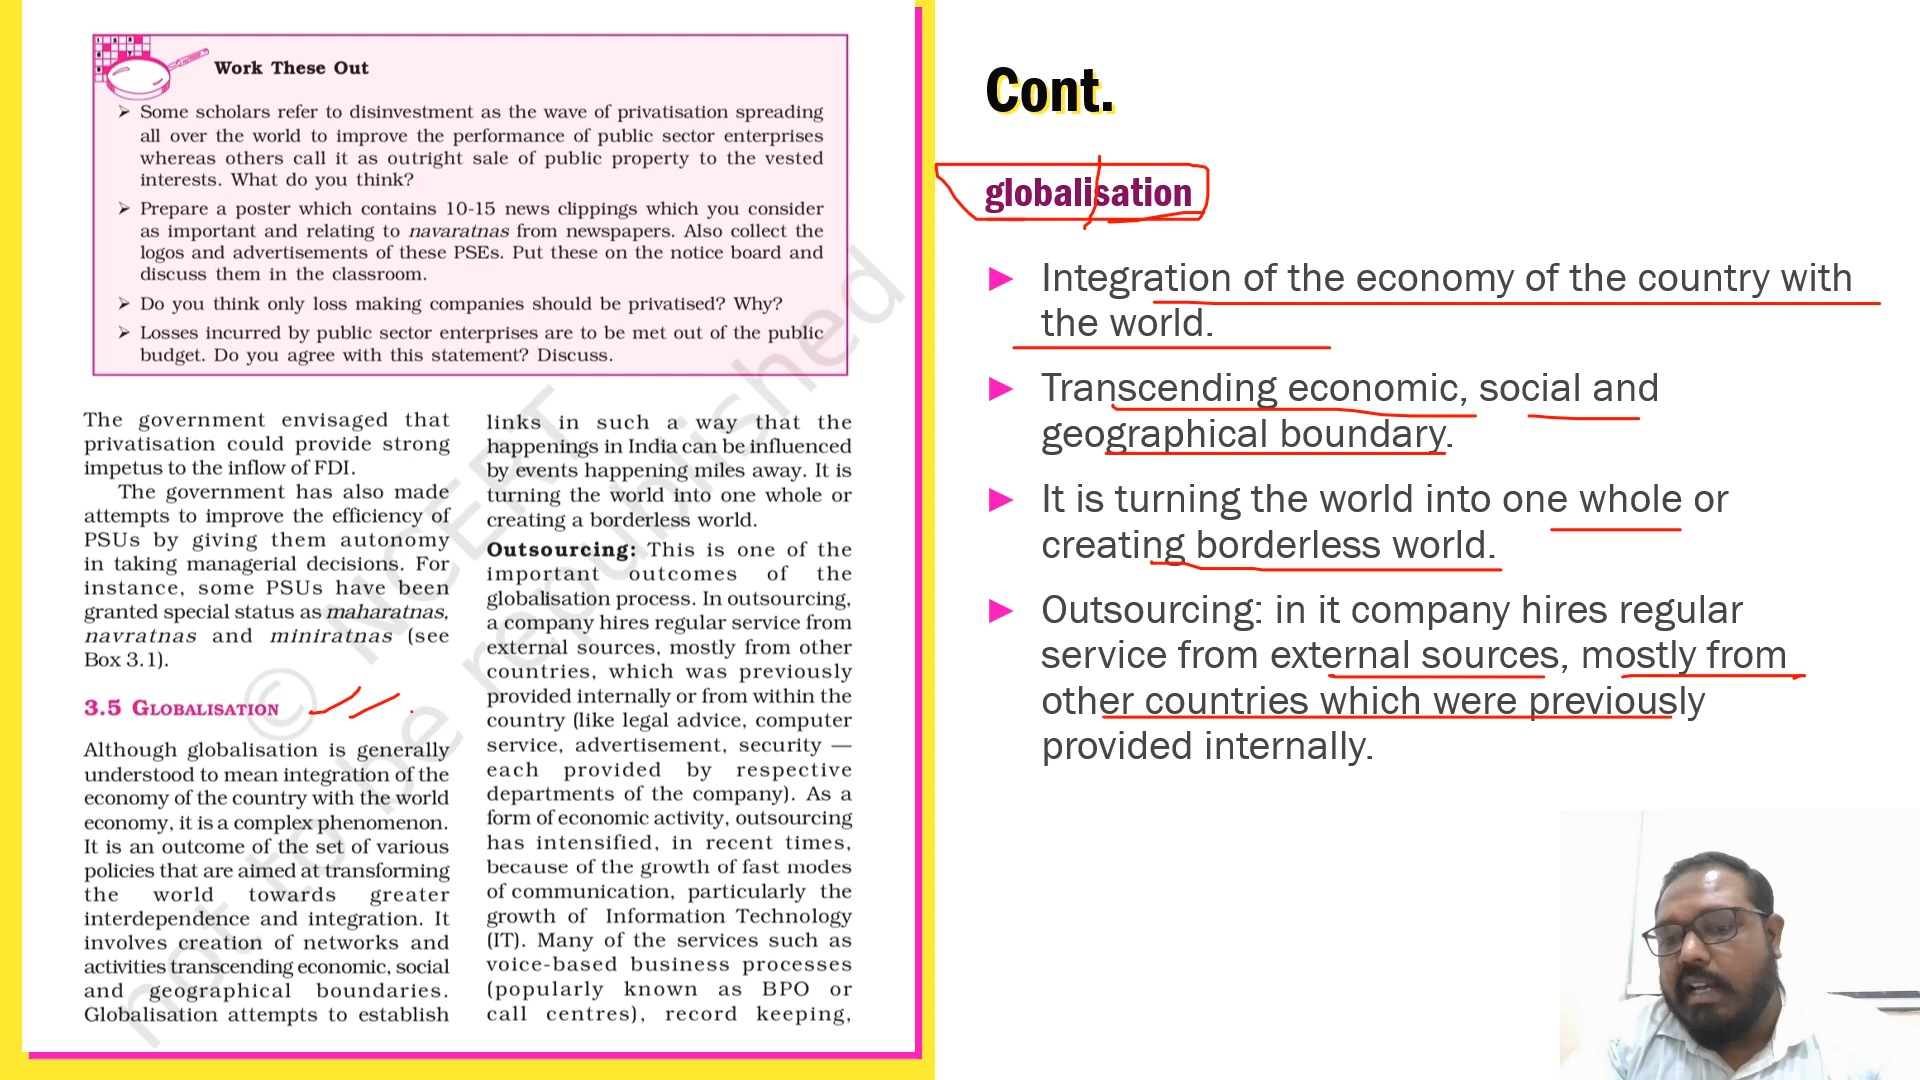 Work These Out
➢ Some scholars refer to disinvestment as the wave of privatisation spreading
all over the world to improve the performance of public sector enterprises
whereas others call it as outright sale of public property to the vested
interests. What do you think?
➢ Prepare a poster which contains 10-15 news clippings which you consider
as important and relating to navaratnas from newspapers. Also collect the
logos and advertisements of these PSEs. Put these on the notice board and
discuss them in the classroom.
➢ Do you think only loss making companies should be privatised? Why?
➢ Losses incurred by public sector enterprises are to be met out of the public
budget. Do you agree with this statement? Discuss.
The government envisaged that
privatisation could provide strong
impetus to the inflow of FDI.
The government has also made
attempts to improve the efficiency of
PSUs by giving them autonomy
in taking managerial decisions. For
instance, some PSUs have been
granted special status as maharatnas,
navratnas and miniratnas (see
Box 3.1).
3.5 GLOBALISATION
Although globalisation is generally
understood to mean integration of the
economy of the country with the world
economy, it is a complex phenomenon.
It is an outcome of the set of various
policies that are aimed at transforming
the world towards greater
interdependence and integration. It
involves creation of networks and
activities transcending economic, social
and geographical boundaries.
Globalisation attempts to establish
links in such a way that the
happenings in India can be influenced
by events happening miles away. It is
turning the world into one whole or
creating a borderless world.
Outsourcing: This is one of the
important outcomes of the
globalisation process. In outsourcing,
a company hires regular service from
external sources, mostly from other
countries, which was previously
provided internally or from within the
country (like legal advice, computer
service, advertisement, security —
each provided by respective
departments of the company). As a
form of economic activity, outsourcing
has intensified, in recent times,
because of the growth of fast modes
of communication, particularly the
growth of Information Technology
(IT). Many of the services such as
voice-based business processes
(popularly known as BPO or
call centres), record keeping,
© NCERT
not to be republished
Cont.
globalisation
► Integration of the economy of the country with
the world.
► Transcending economic, social and
geographical boundary.
► It is turning the world into one whole or
creating borderless world.
► Outsourcing: in it company hires regular
service from external sources, mostly from
other countries which were previously
provided internally.